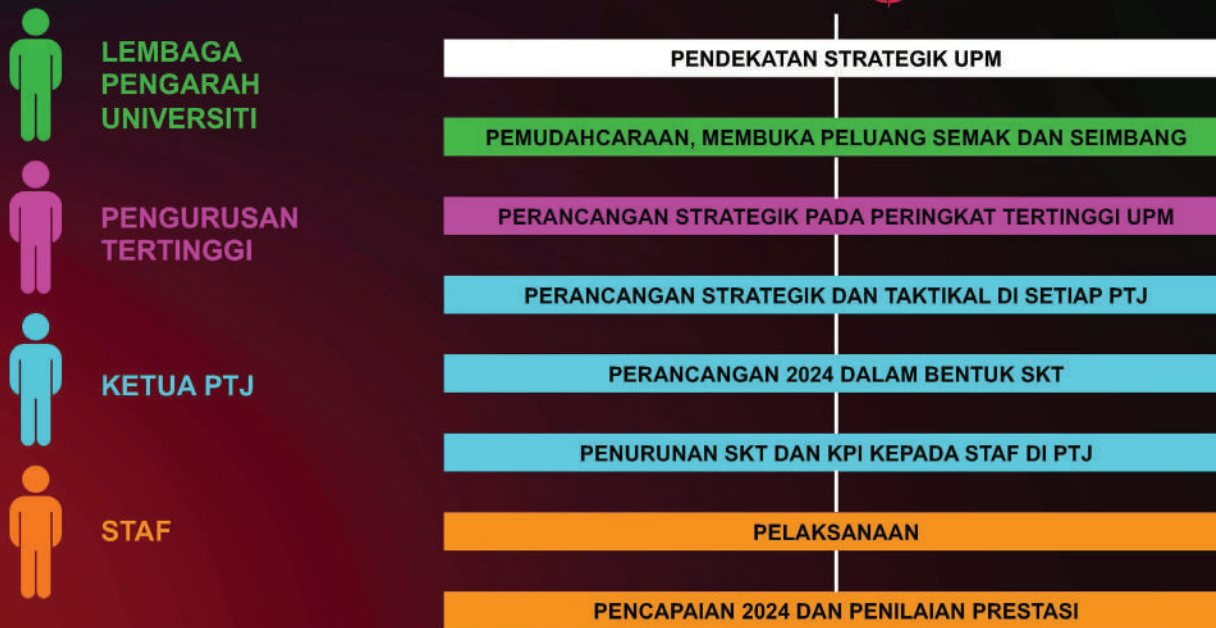 LEMBAGA
PENGARAH
UNIVERSITI
PENGURUSAN
TERTINGGI
KETUA PTJ
STAF
PENDEKATAN STRATEGIK UPM
PEMUDAHCARAAN, MEMBUKA PELUANG SEMAK DAN SEIMBANG
PERANCANGAN STRATEGIK PADA PERINGKAT TERTINGGI UPM
PERANCANGAN STRATEGIK DAN TAKTIKAL DI SETIAP PTJ
PERANCANGAN 2024 DALAM BENTUK SKT
PENURUNAN SKT DAN KPI KEPADA STAF DI PTJ
PELAKSANAAN
PENCAPAIAN 2024 DAN PENILAIAN PRESTASI